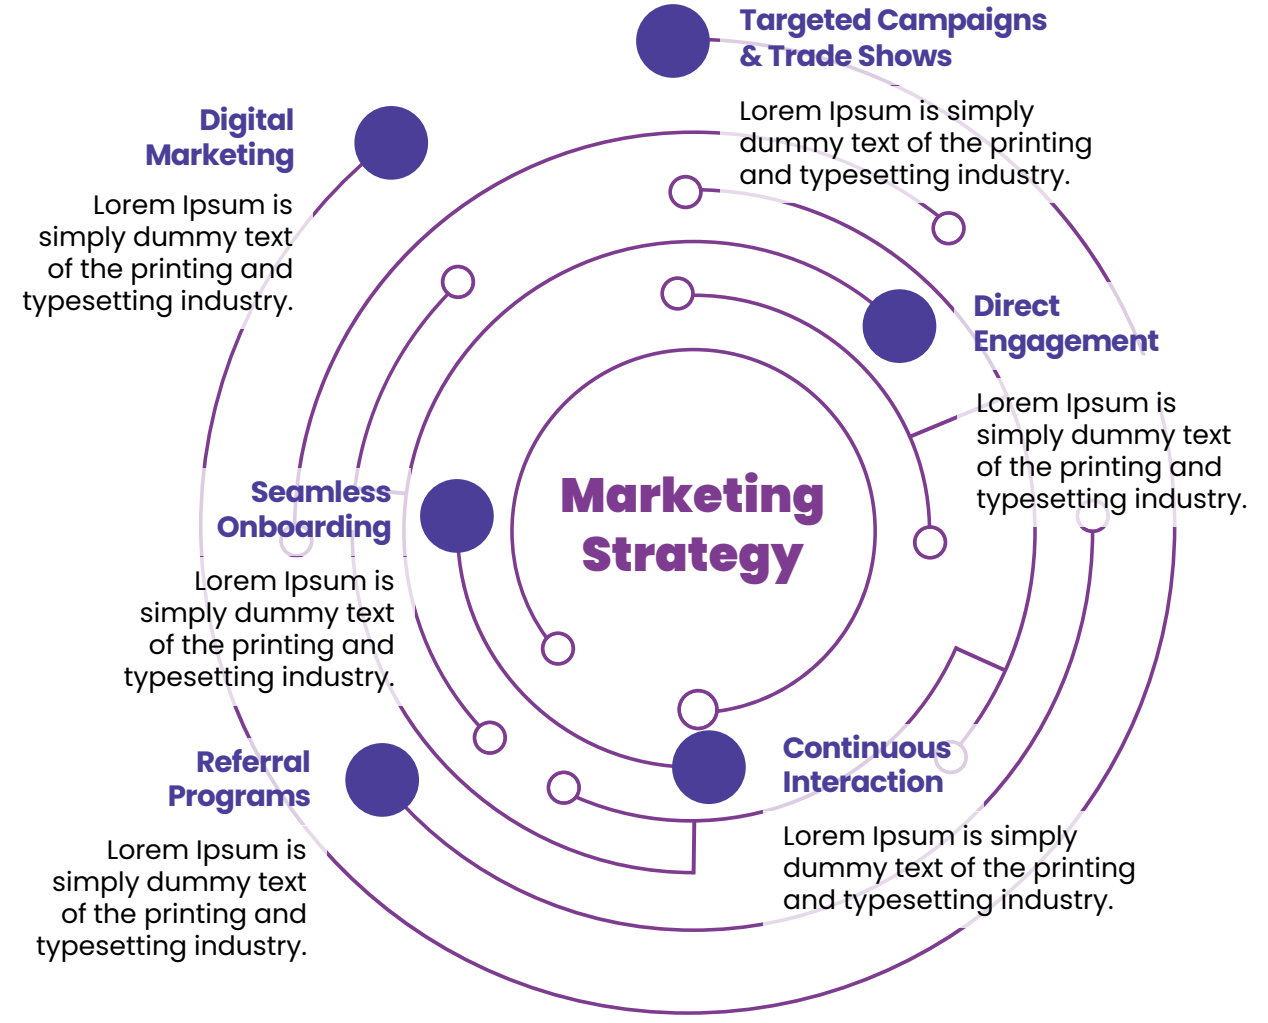 Targeted Campaigns
& Trade Shows
Lorem Ipsum is simply
dummy text of the printing
and typesetting industry.
Digital
Marketing
Lorem Ipsum is
simply dummy text
of the printing and
typesetting industry.
Direct
Engagement
Lorem Ipsum is
simply dummy text
of the printing and
typesetting industry.
Marketing
Strategy
Seamless
Onboarding
Lorem Ipsum is
simply dummy text
of the printing and
typesetting industry.
Referral
Programs
Lorem Ipsum is
simply dummy text
of the printing and
typesetting industry.
Continuous
Interaction
Lorem Ipsum is simply
dummy text of the printing
and typesetting industry.